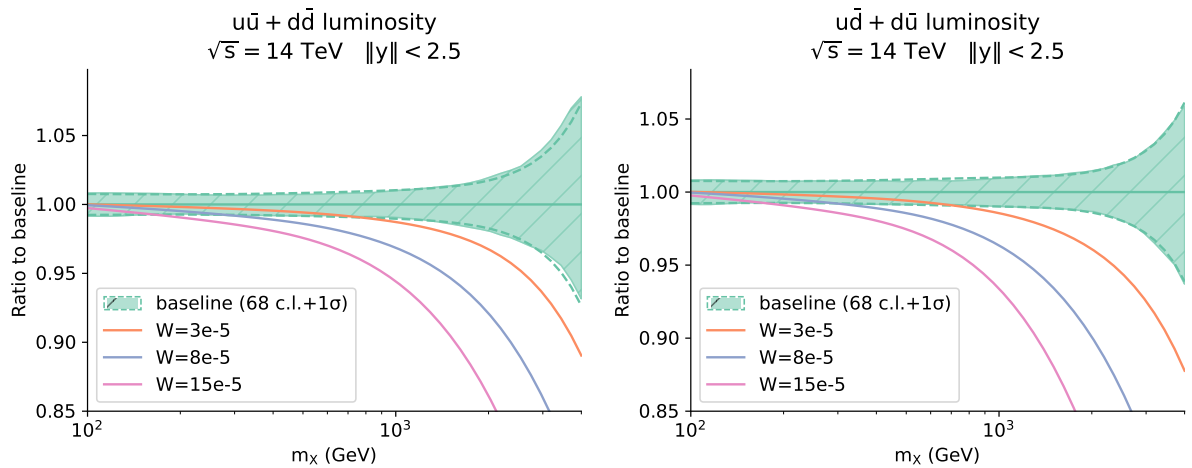 uū + dd̄ luminosity
√s = 14 TeV ‖y‖ < 2.5
Ratio to baseline
1.05
1.00
0.95
0.90
0.85
baseline (68 c.l.+1σ)
W=3e-5
W=8e-5
W=15e-5
10²
10³
m_X (GeV)
ud̄ + dū luminosity
√s = 14 TeV ‖y‖ < 2.5
Ratio to baseline
1.05
1.00
0.95
0.90
0.85
baseline (68 c.l.+1σ)
W=3e-5
W=8e-5
W=15e-5
10²
10³
m_X (GeV)